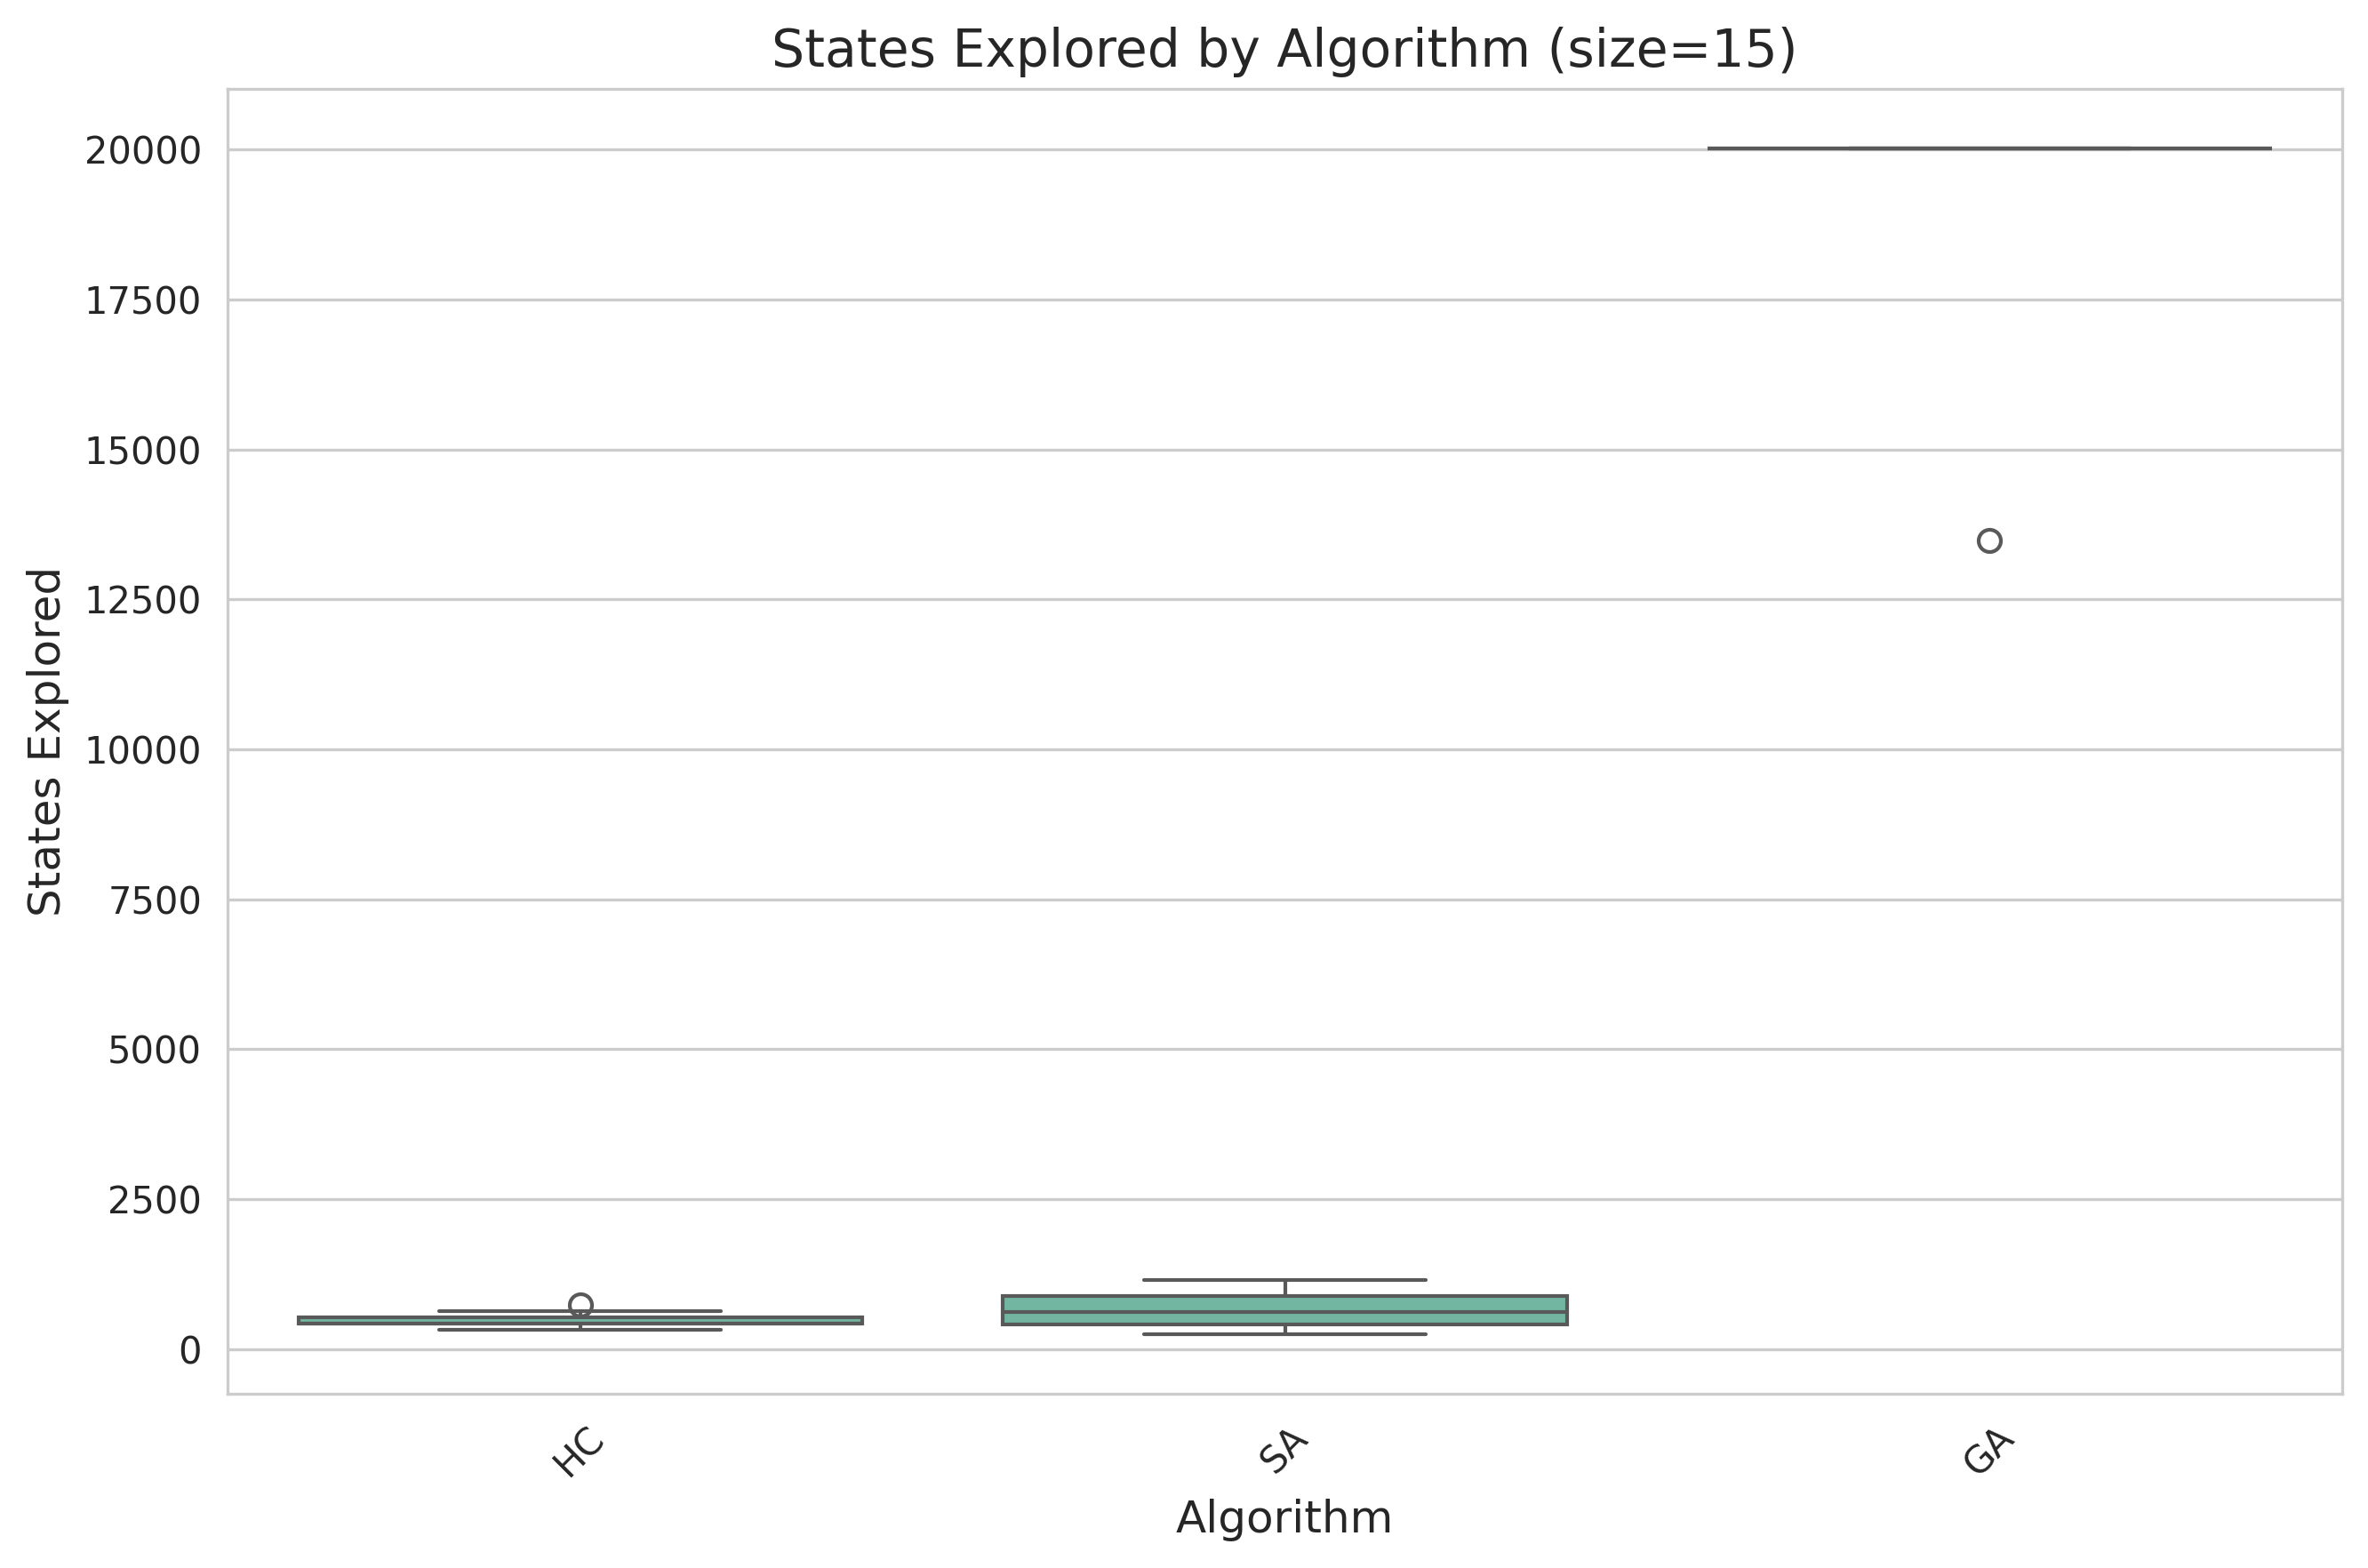 States Explored by Algorithm (size=15)
States Explored
20000
17500
15000
12500
10000
7500
5000
2500
0
HC
SA
GA
Algorithm